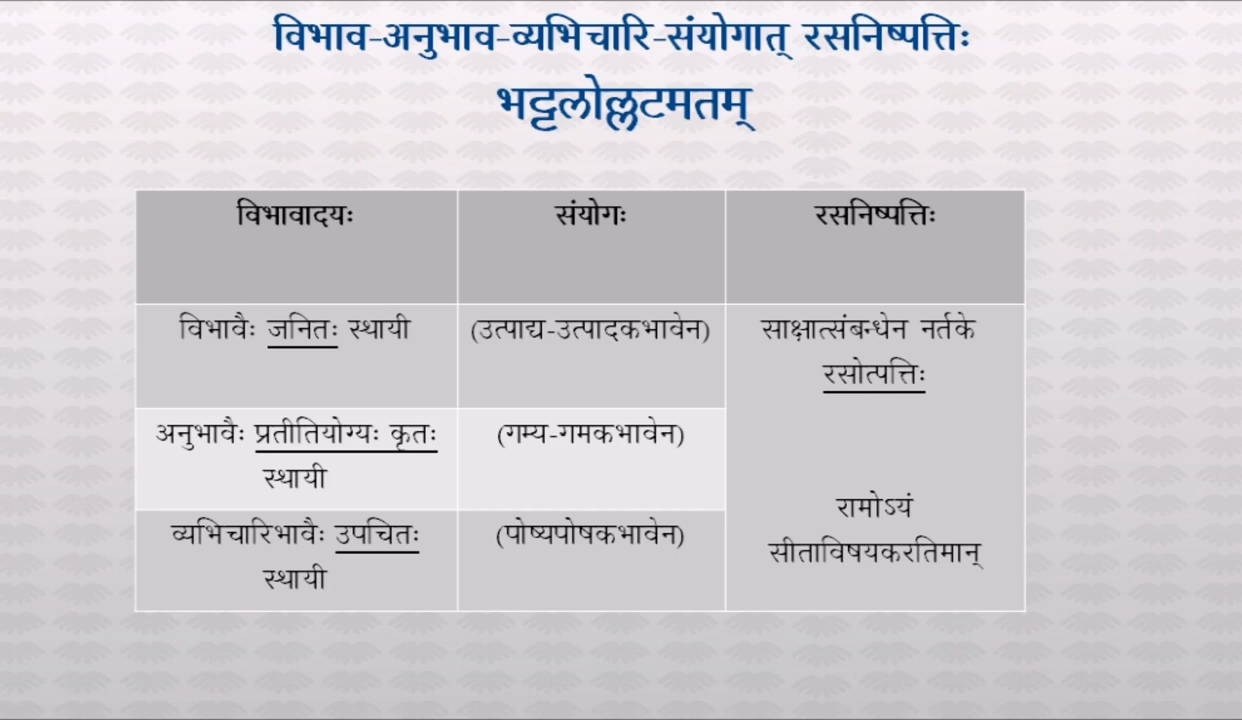 विभाव-अनुभाव-व्यभिचारि-संयोगात् रसनिष्पत्तिः
भट्टलोल्लटमतम्
विभावादयः
संयोगः
रसनिष्पत्तिः
विभावैः जनितः स्थायी
(उत्पाद्य-उत्पादकभावेन)
साक्षात्संबन्धेन नर्तके
रसोत्पत्तिः
अनुभावैः प्रतीतियोग्यः कृतः
स्थायी
(गम्य-गमकभावेन)
व्यभिचारिभावैः उपचितः
स्थायी
(पोष्यपोषकभावेन)
रामोऽयं
सीताविषयकरतिमान्